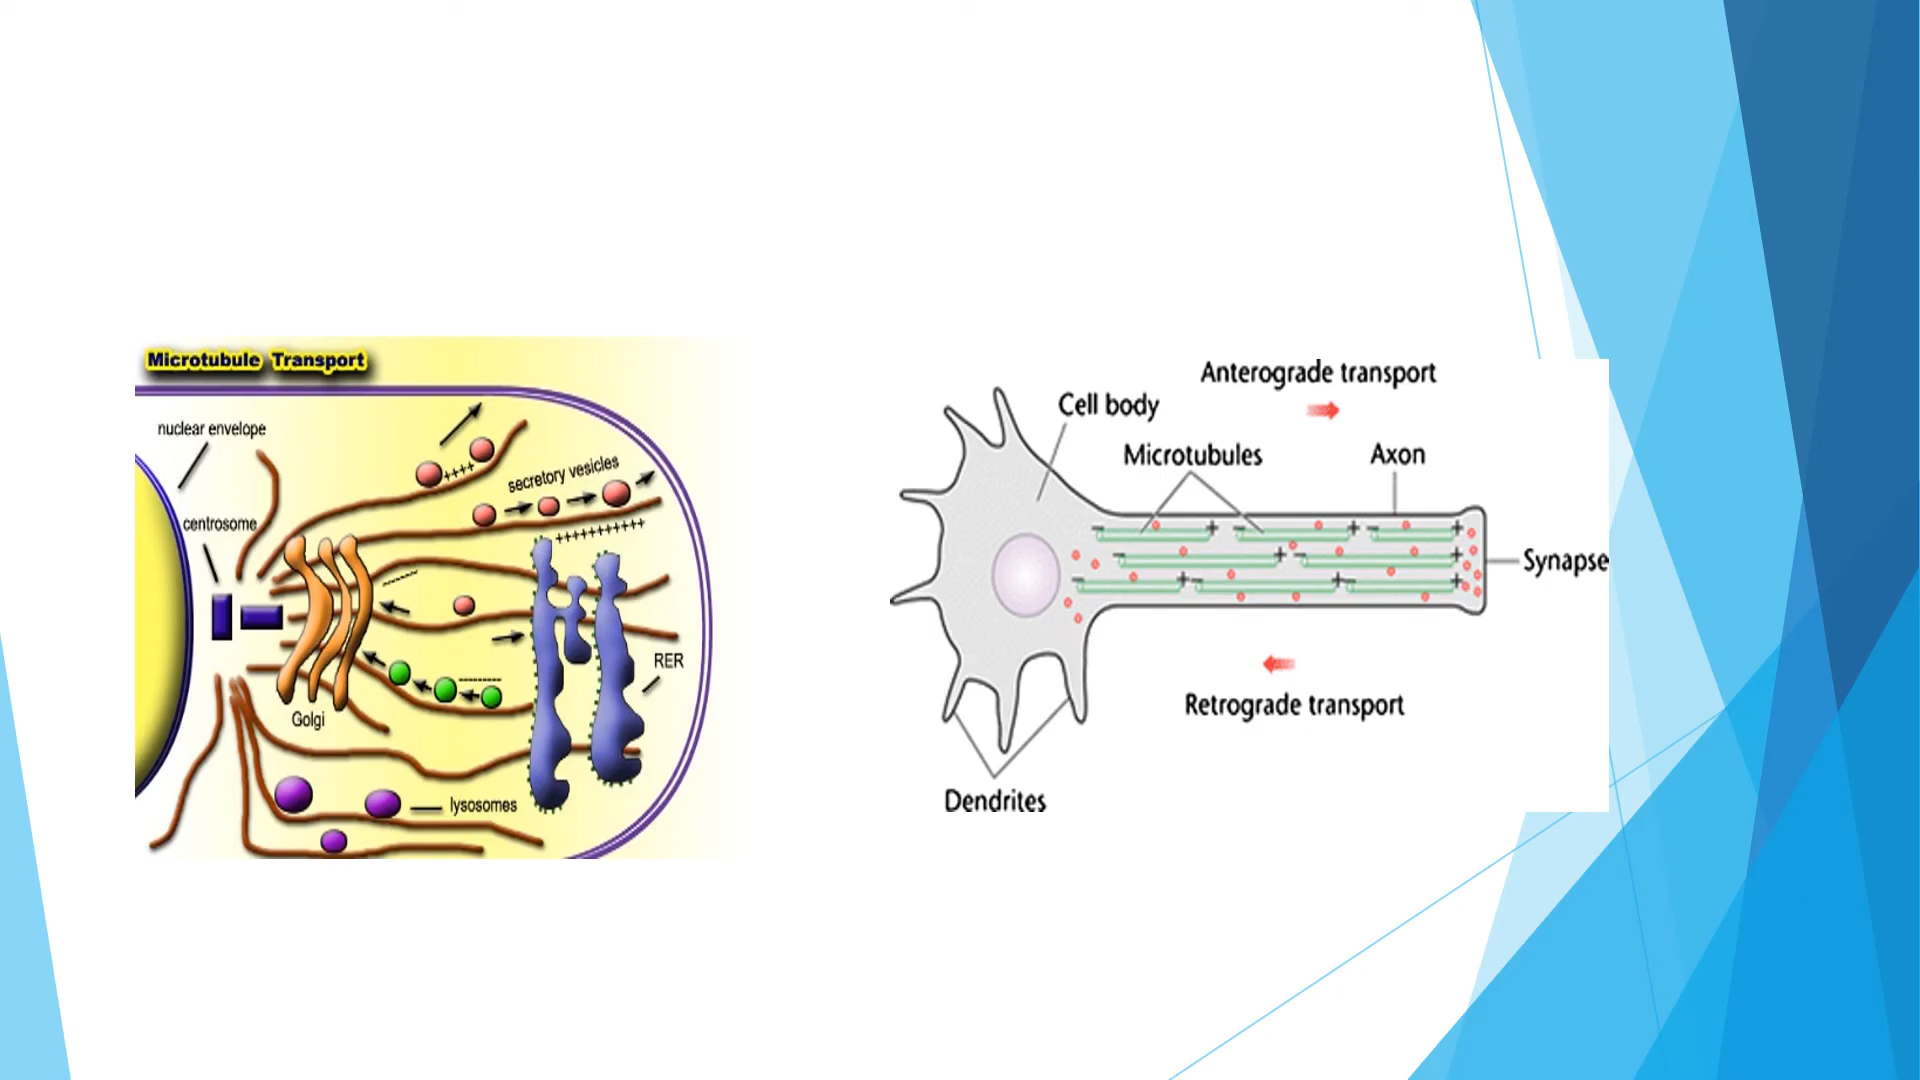 Microtubule Transport
nuclear envelope
centrosome
++++
secretory vesicles
+++++++++++
RER
Golgi
lysosomes
Anterograde transport
Cell body
Microtubules
Axon
− + − + − +
− + − +
− + − + − +
Synapse
Retrograde transport
Dendrites